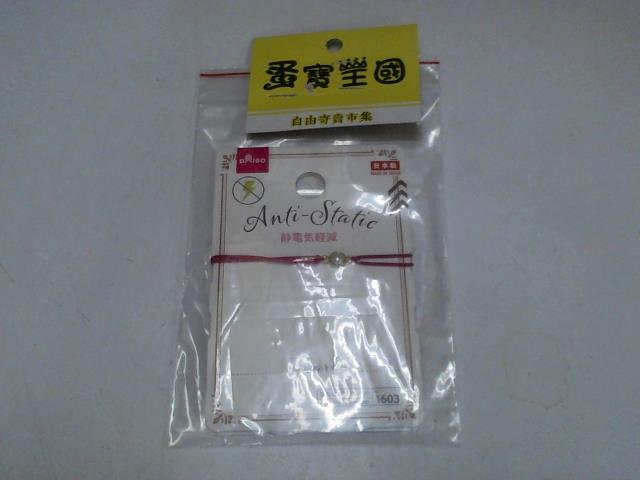 蛋寶王國
自由寄賣市集
DAISO
日本製
MADE IN JAPAN
Anti-Static
静電気軽減
1603